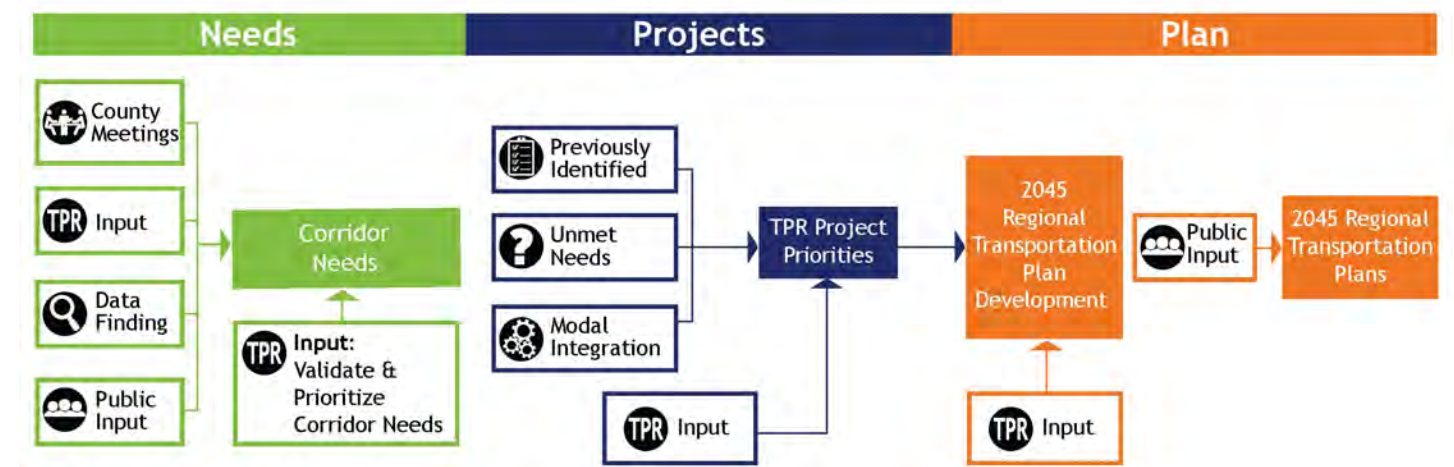 Needs
Projects
Plan
County
Meetings
TPR Input
Data
Finding
Public
Input
Corridor
Needs
TPR Input:
Validate &
Prioritize
Corridor Needs
Previously
Identified
? Unmet
Needs
Modal
Integration
TPR Input
TPR Project
Priorities
2045
Regional
Transportation
Plan
Development
TPR Input
Public
Input
2045 Regional
Transportation
Plans